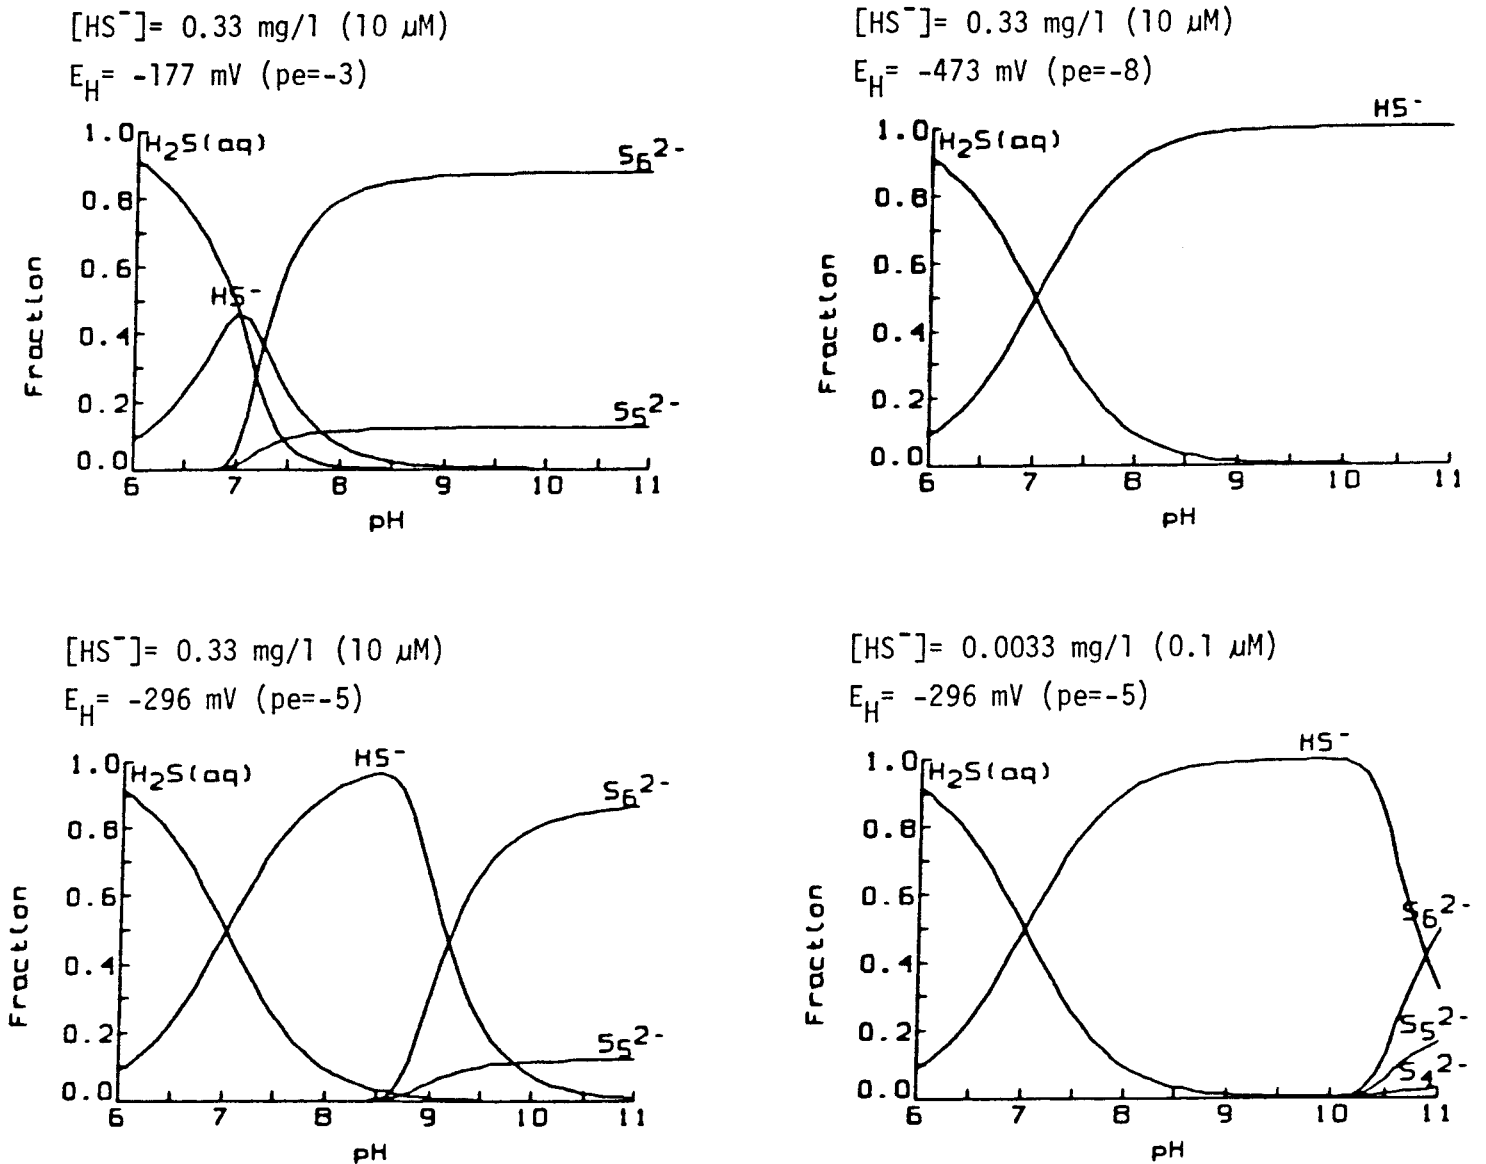 [HS⁻]= 0.33 mg/l (10 µM)
E_H= -177 mV (pe=-3)
1.0
H₂S(aq)
S₆²⁻
0.8
0.6
HS⁻
0.4
S₅²⁻
0.2
0.0
Fraction
6 7 8 9 10 11
pH
[HS⁻]= 0.33 mg/l (10 µM)
E_H= -473 mV (pe=-8)
HS⁻
1.0
H₂S(aq)
0.8
0.6
0.4
0.2
0.0
Fraction
6 7 8 9 10 11
pH
[HS⁻]= 0.33 mg/l (10 µM)
E_H= -296 mV (pe=-5)
HS⁻
1.0
H₂S(aq)
S₆²⁻
0.8
0.6
0.4
0.2
S₅²⁻
0.0
Fraction
6 7 8 9 10 11
pH
[HS⁻]= 0.0033 mg/l (0.1 µM)
E_H= -296 mV (pe=-5)
HS⁻
1.0
H₂S(aq)
0.8
0.6
S₆²⁻
0.4
0.2
S₅²⁻
S₄²⁻
0.0
Fraction
6 7 8 9 10 11
pH